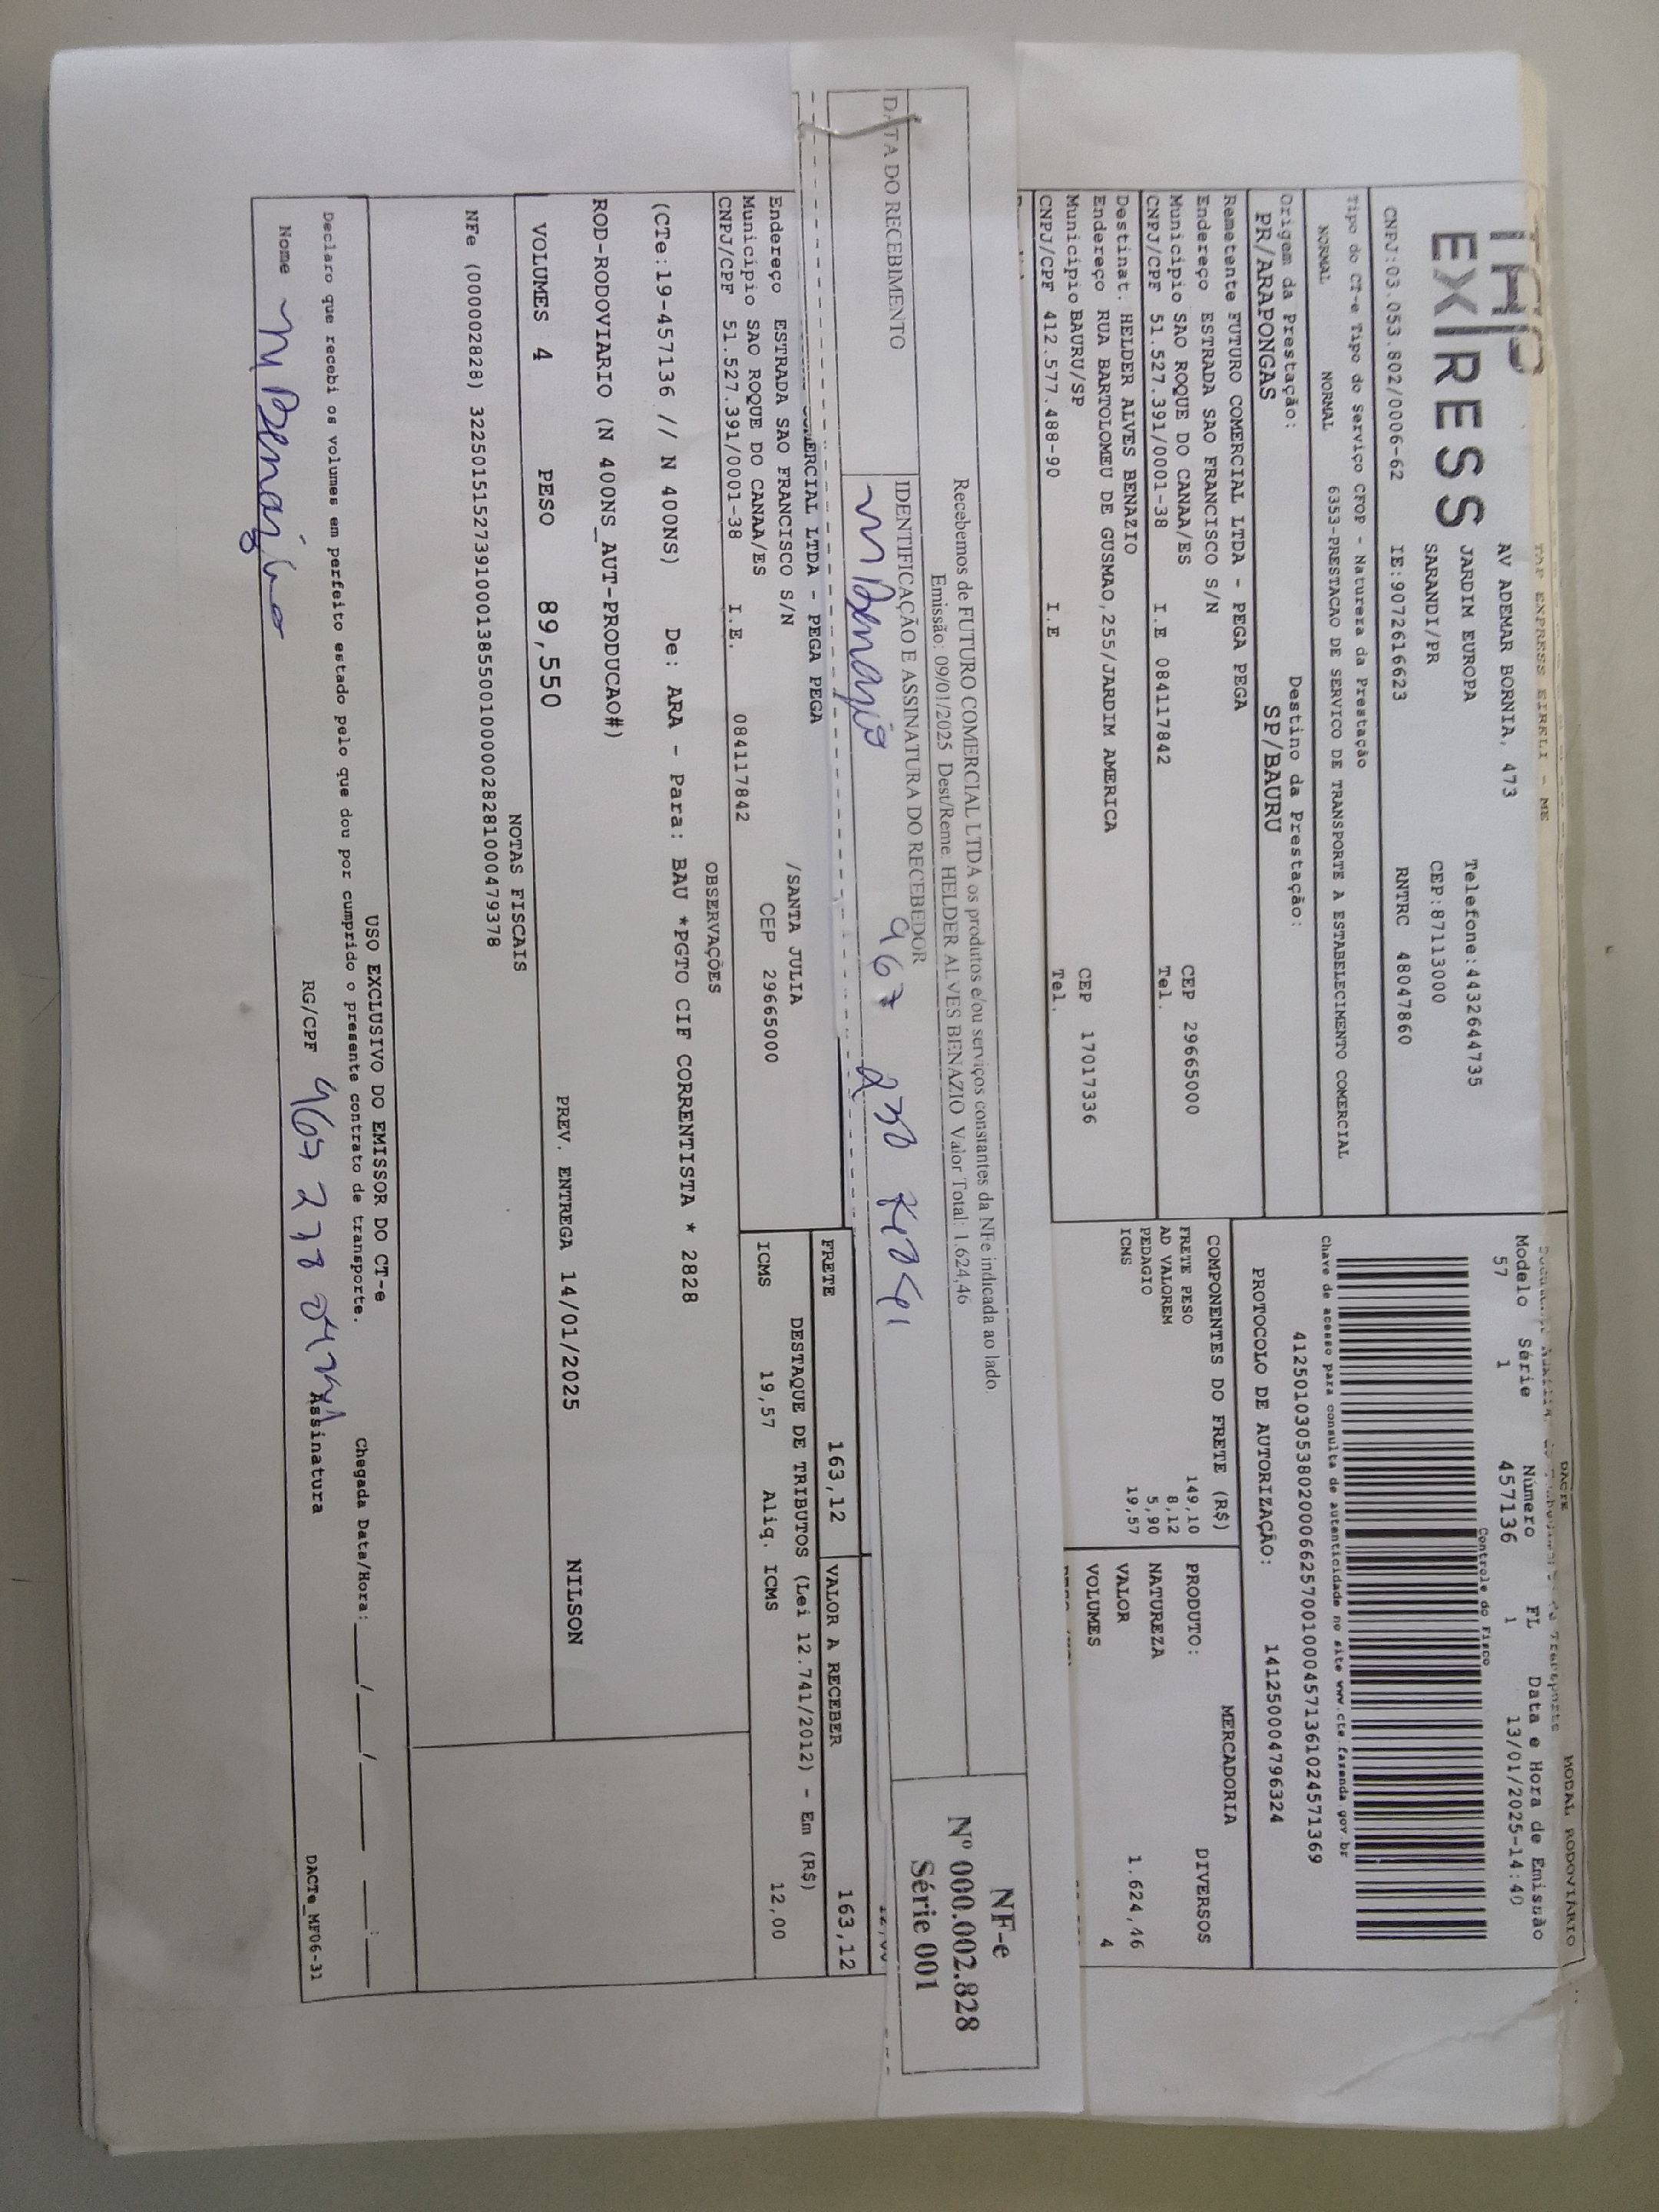 TAP EXPRESS EIRELI - ME
EXPRESS
AV ADEMAR BORNIA, 473
JARDIM EUROPA
Telefone:4432644735
SARANDI/PR
CEP:87113000
CNPJ:03.053.802/0006-62 IE:9072616623 RNTRC 48047860
Tipo do CT-e Tipo do Serviço CFOP - Natureza da Prestação
NORMAL NORMAL 6353-PRESTACAO DE SERVICO DE TRANSPORTE A ESTABELECIMENTO COMERCIAL
Origem da Prestação: Destino da Prestação:
PR/ARAPONGAS SP/BAURU
DACTE MODAL RODOVIÁRIO
Modelo Série Número FL Data e Hora de Emissão
57 1 457136 1 13/01/2025-14:40
Controle do Fisco
Chave de acesso para consulta de autenticidade no site www.cte.fazenda.gov.br
41250103053802000662570010004571361024571369
PROTOCOLO DE AUTORIZAÇÃO: 141250004796324
Remetente FUTURO COMERCIAL LTDA - PEGA PEGA
Endereço ESTRADA SAO FRANCISCO S/N
Municipio SAO ROQUE DO CANAA/ES CEP 29665000
CNPJ/CPF 51.527.391/0001-38 I.E 084117842 Tel.
Destinat. HELDER ALVES BENAZIO
Endereço RUA BARTOLOMEU DE GUSMAO,255/JARDIM AMERICA
Municipio BAURU/SP CEP 17017336
CNPJ/CPF 412.577.488-90 I.E Tel.
COMPONENTES DO FRETE (R$)
FRETE PESO 149,10
AD VALOREM 8,12
PEDAGIO 5,90
ICMS 19,57
MERCADORIA
PRODUTO: DIVERSOS
NATUREZA
VALOR 1.624,46
VOLUMES 4
Recebemos de FUTURO COMERCIAL LTDA os produtos e/ou serviços constantes da NFe indicada ao lado.
Emissão: 09/01/2025 Dest/Reme: HELDER ALVES BENAZIO Valor Total: 1.624,46
DATA DO RECEBIMENTO IDENTIFICAÇÃO E ASSINATURA DO RECEBEDOR
NF-e
Nº 000.002.828
Série 001
COMERCIAL LTDA - PEGA PEGA
Endereço ESTRADA SAO FRANCISCO S/N /SANTA JULIA
Municipio SAO ROQUE DO CANAA/ES CEP 29665000
CNPJ/CPF 51.527.391/0001-38 I.E. 084117842
FRETE 163,12 VALOR A RECEBER 163,12
DESTAQUE DE TRIBUTOS (Lei 12.741/2012) - Em (R$)
ICMS 19,57 Aliq. ICMS 12,00
OBSERVAÇÕES
(CTe:19-457136 // N 400NS) De: ARA - Para: BAU *PGTO CIF CORRENTISTA * 2828
ROD-RODOVIARIO (N 400NS_AUT-PRODUCAO#)
VOLUMES 4 PESO 89,550 PREV. ENTREGA 14/01/2025 NILSON
NOTAS FISCAIS
NFe (000002828) 32250151527391000138550010000028281000479378
USO EXCLUSIVO DO EMISSOR DO CT-e
Declaro que recebi os volumes em perfeito estado pelo que dou por cumprido o presente contrato de transporte. Chegada Data/Hora: ___/___/_____ ___:___
Nome RG/CPF Assinatura
DACTe_MF06-31